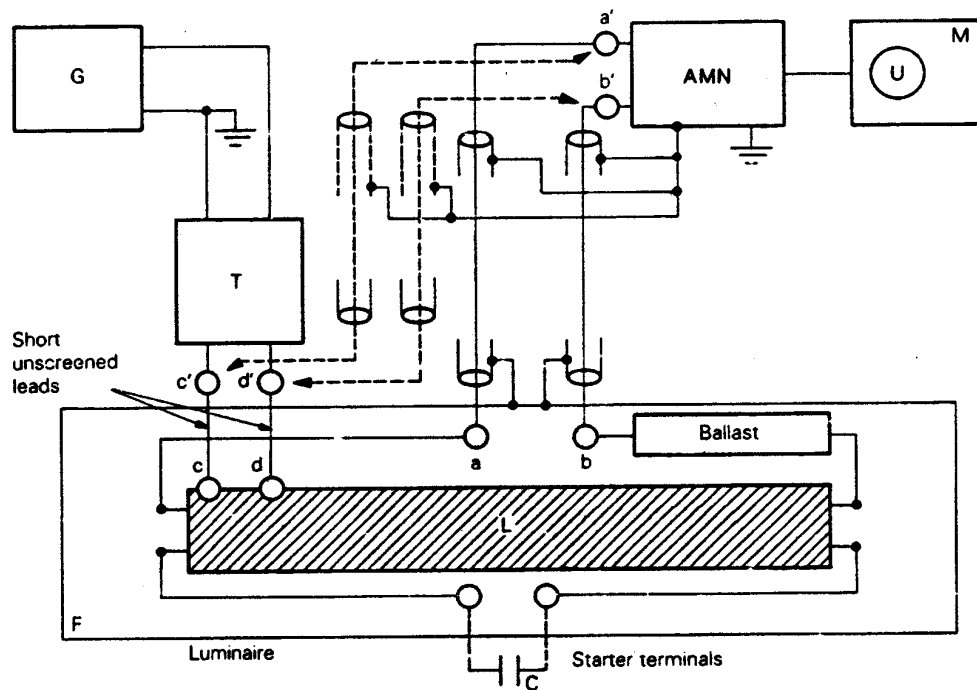 G
a'
b'
AMN
M
U
T
Short
unscreened
leads
c'
d'
a
b
Ballast
c
d
L
F
Luminaire
C
Starter terminals